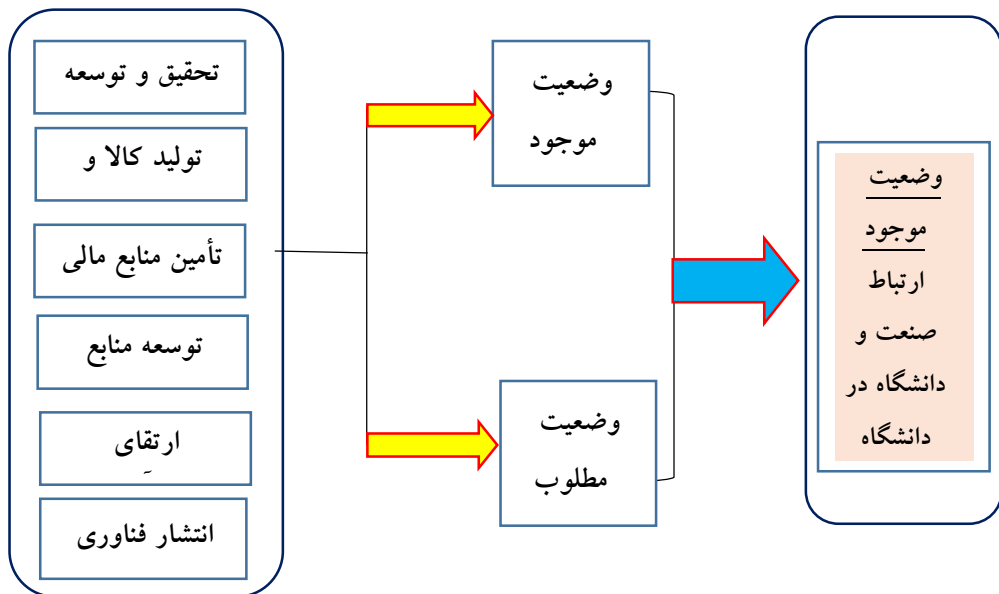 تحقیق و توسعه
تولید کالا و
تأمین منابع مالی
توسعه منابع
ارتقای
انتشار فناوری
وضعیت
موجود
وضعیت
مطلوب
وضعیت
موجود
ارتباط
صنعت و
دانشگاه در
دانشگاه